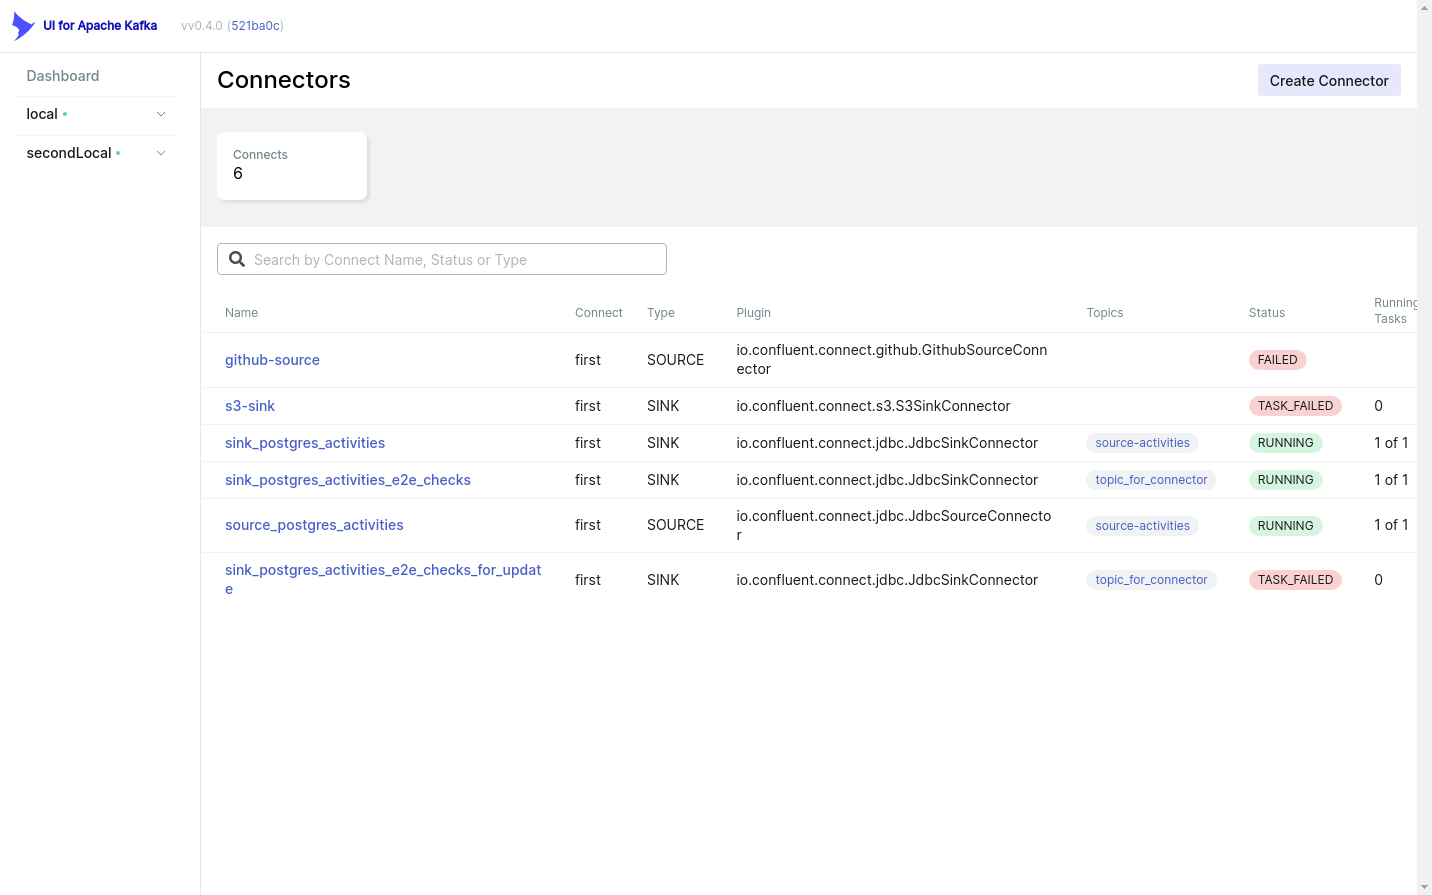 UI for Apache Kafka
vv0.4.0 (521ba0c)
Dashboard
local
secondLocal
Connectors
Create Connector
Connects
6
Search by Connect Name, Status or Type
Name Connect Type Plugin Topics Status Running Tasks
github-source first SOURCE io.confluent.connect.github.GithubSourceConn
ector FAILED
s3-sink first SINK io.confluent.connect.s3.S3SinkConnector TASK_FAILED 0
sink_postgres_activities first SINK io.confluent.connect.jdbc.JdbcSinkConnector source-activities RUNNING 1 of 1
sink_postgres_activities_e2e_checks first SINK io.confluent.connect.jdbc.JdbcSinkConnector topic_for_connector RUNNING 1 of 1
source_postgres_activities first SOURCE io.confluent.connect.jdbc.JdbcSourceConnecto
r source-activities RUNNING 1 of 1
sink_postgres_activities_e2e_checks_for_updat
e first SINK io.confluent.connect.jdbc.JdbcSinkConnector topic_for_connector TASK_FAILED 0